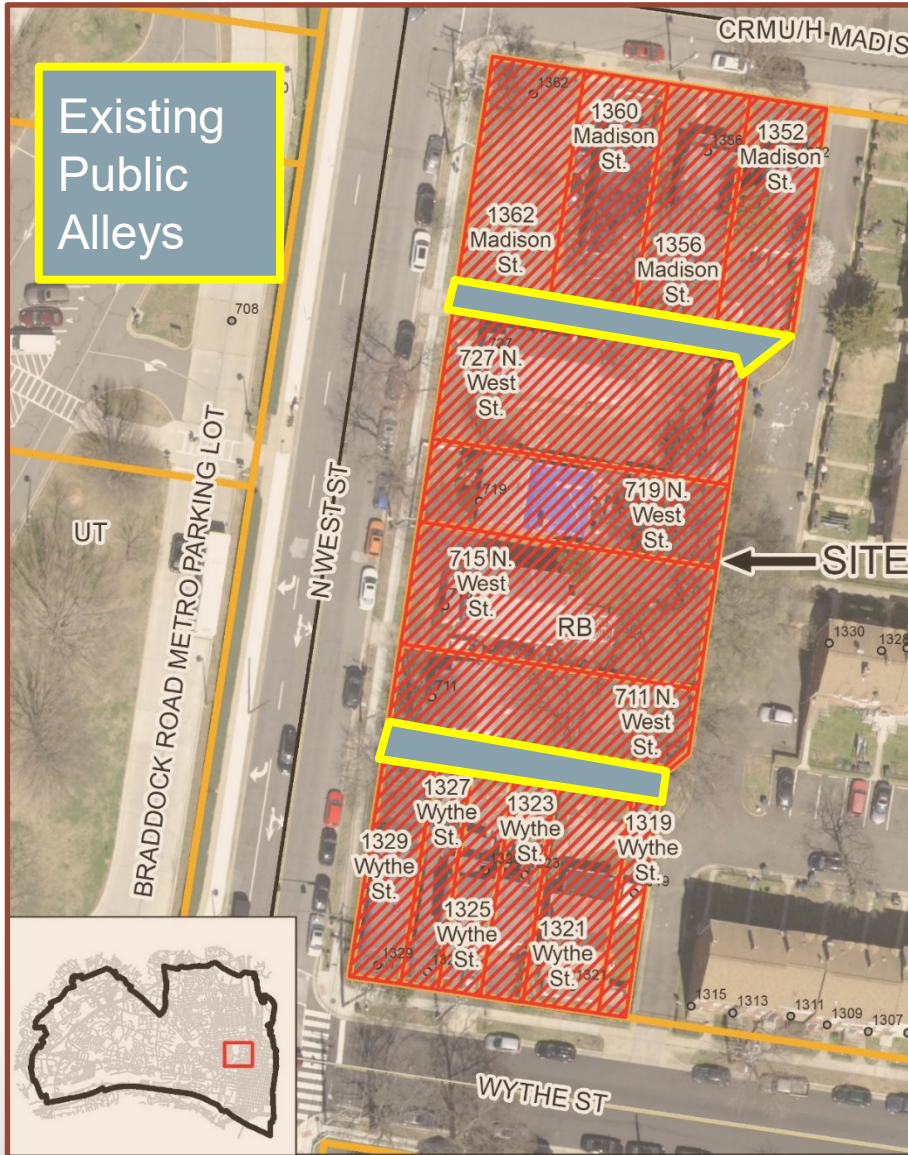 CRMU/H MADIS
Existing
Public
Alleys
1362
1360
Madison
St.
1356
1352
Madison
St.
1362
Madison
St.
1356
Madison
St.
708
727 N.
West
St.
719
719 N.
West
St.
UT
BRADDOCK ROAD METRO PARKING LOT
N WEST ST
SITE
715 N.
West
St.
RB
1330
1328
711
711 N.
West
St.
1327
Wythe
St.
1323
Wythe
St.
1319
Wythe
St.
1329
Wythe
St.
1325
Wythe
St.
1321
Wythe
St.
1329
1321
1315
1313
1311
1309
1307
WYTHE ST